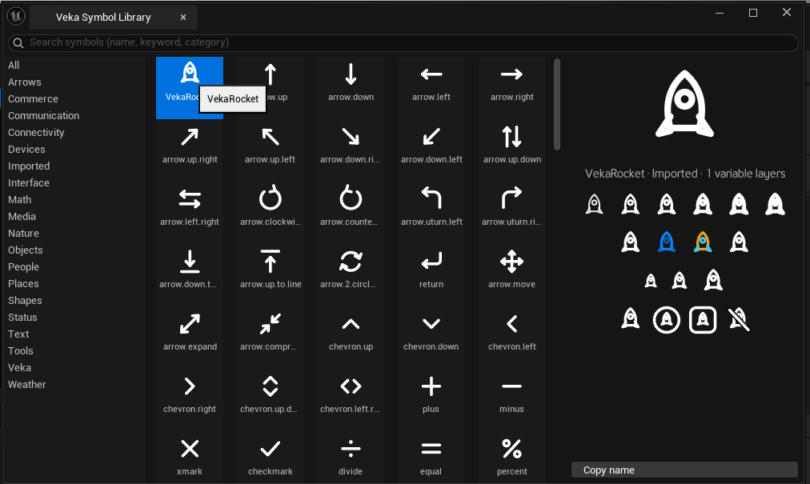 Veka Symbol Library
Search symbols (name, keyword, category)
All
Arrows
Commerce
Communication
Connectivity
Devices
Imported
Interface
Math
Media
Nature
Objects
People
Places
Shapes
Status
Text
Tools
Veka
Weather
VekaRo
VekaRocket
w.up
arrow.down
arrow.left
arrow.right
arrow.up.right
arrow.up.left
arrow.down.ri...
arrow.down.left
arrow.up.down
arrow.left.right
arrow.clockwi...
arrow.counte...
arrow.uturn.left
arrow.uturn.ri...
arrow.down.t...
arrow.up.to.line
arrow.2.circl...
return
arrow.move
arrow.expand
arrow.compr...
chevron.up
chevron.down
chevron.left
chevron.right
chevron.up.d...
chevron.left.r...
plus
minus
xmark
checkmark
divide
equal
percent
VekaRocket · Imported · 1 variable layers
Copy name